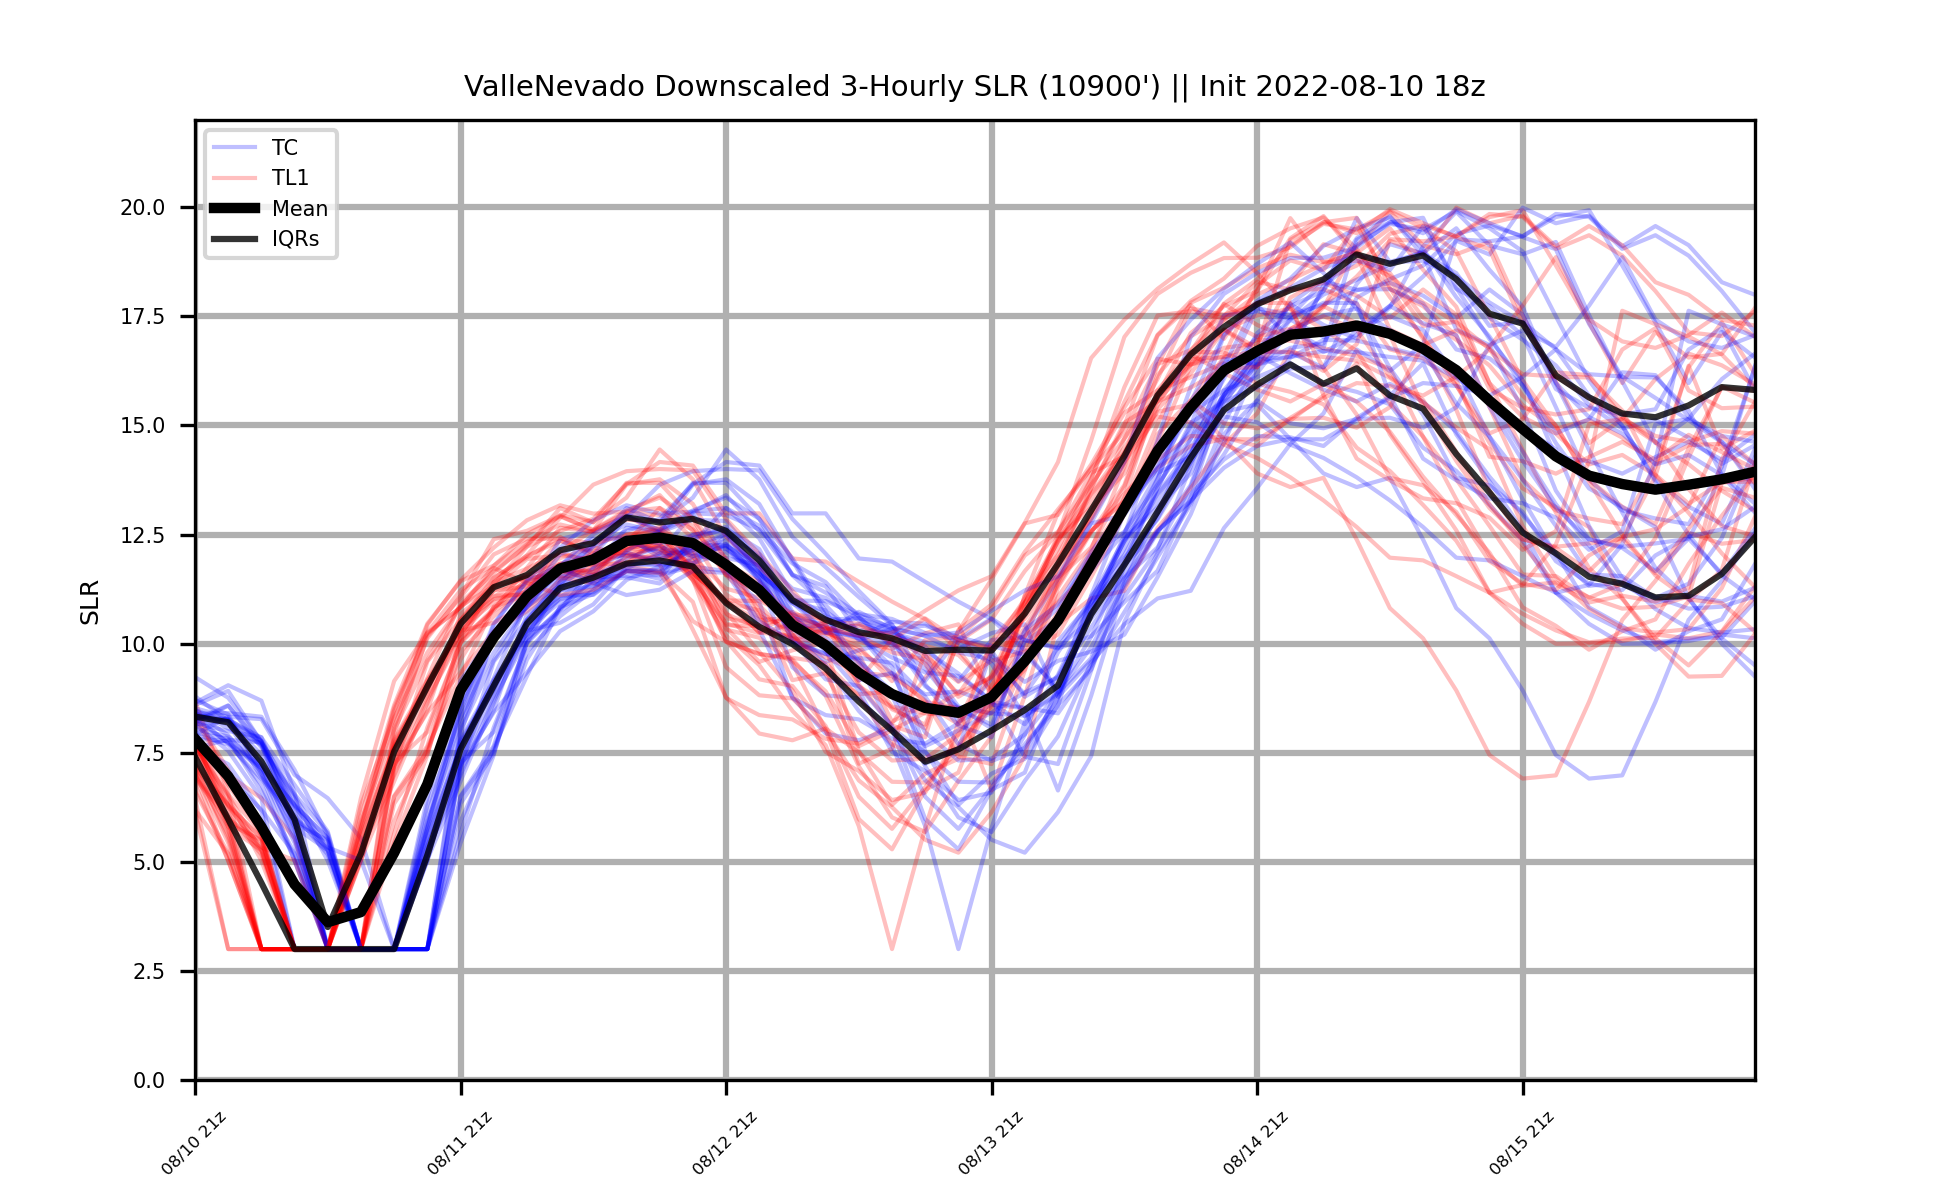 ValleNevado Downscaled 3-Hourly SLR (10900') || Init 2022-08-10 18z
TC
TL1
Mean
IQRs
20.0
17.5
15.0
12.5
10.0
7.5
5.0
2.5
0.0
SLR
08/10 21z
08/11 21z
08/12 21z
08/13 21z
08/14 21z
08/15 21z